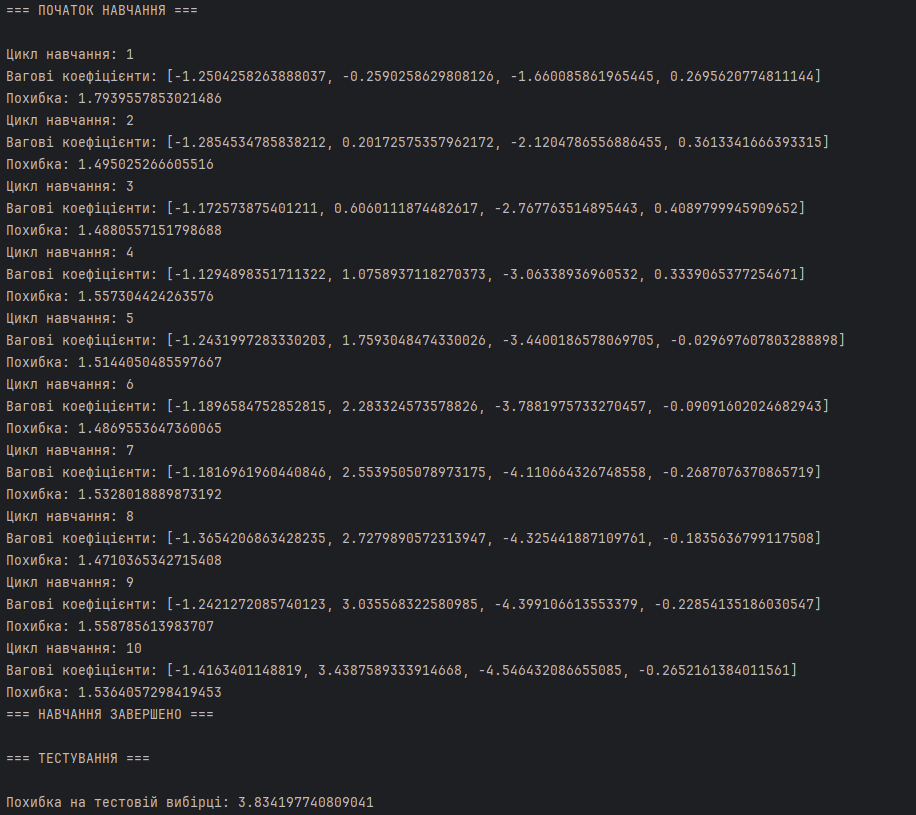 === ПОЧАТОК НАВЧАННЯ ===
Цикл навчання: 1
Вагові коефіцієнти: [-1.2504258263888037, -0.2590258629808126, -1.660085861965445, 0.2695620774811144]
Похибка: 1.7939557853021486
Цикл навчання: 2
Вагові коефіцієнти: [-1.2854534785838212, 0.20172575357962172, -2.1204786556886455, 0.3613341666393315]
Похибка: 1.495025266605516
Цикл навчання: 3
Вагові коефіцієнти: [-1.172573875401211, 0.6060111874482617, -2.767763514895443, 0.4089799945909652]
Похибка: 1.4880557151798688
Цикл навчання: 4
Вагові коефіцієнти: [-1.1294898351711322, 1.0758937118270373, -3.06338936960532, 0.3339065377254671]
Похибка: 1.557304424263576
Цикл навчання: 5
Вагові коефіцієнти: [-1.2431997283330203, 1.7593048474330026, -3.4400186578069705, -0.029697607803288898]
Похибка: 1.5144050485597667
Цикл навчання: 6
Вагові коефіцієнти: [-1.1896584752852815, 2.283324573578826, -3.7881975733270457, -0.09091602024682943]
Похибка: 1.4869553647360065
Цикл навчання: 7
Вагові коефіцієнти: [-1.1816961960440846, 2.5539505078973175, -4.110664326748558, -0.2687076370865719]
Похибка: 1.5328018889873192
Цикл навчання: 8
Вагові коефіцієнти: [-1.3654206863428235, 2.7279890572313947, -4.325441887109761, -0.1835636799117508]
Похибка: 1.4710365342715408
Цикл навчання: 9
Вагові коефіцієнти: [-1.2421272085740123, 3.035568322580985, -4.399106613553379, -0.22854135186030547]
Похибка: 1.558785613983707
Цикл навчання: 10
Вагові коефіцієнти: [-1.4163401148819, 3.4387589333914668, -4.546432086655085, -0.2652161384011561]
Похибка: 1.5364057298419453
=== НАВЧАННЯ ЗАВЕРШЕНО ===
=== ТЕСТУВАННЯ ===
Похибка на тестовій вибірці: 3.834197740809041